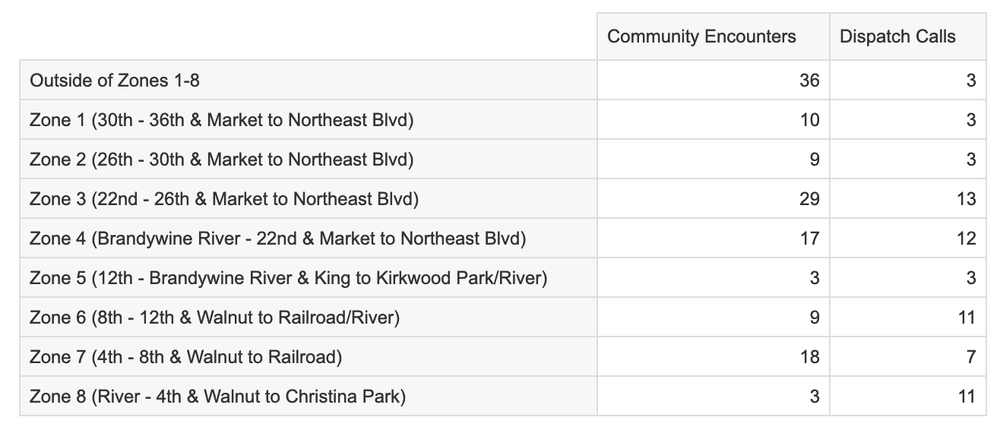 Community Encounters Dispatch Calls
Outside of Zones 1-8 36 3
Zone 1 (30th - 36th & Market to Northeast Blvd) 10 3
Zone 2 (26th - 30th & Market to Northeast Blvd) 9 3
Zone 3 (22nd - 26th & Market to Northeast Blvd) 29 13
Zone 4 (Brandywine River - 22nd & Market to Northeast Blvd) 17 12
Zone 5 (12th - Brandywine River & King to Kirkwood Park/River) 3 3
Zone 6 (8th - 12th & Walnut to Railroad/River) 9 11
Zone 7 (4th - 8th & Walnut to Railroad) 18 7
Zone 8 (River - 4th & Walnut to Christina Park) 3 11